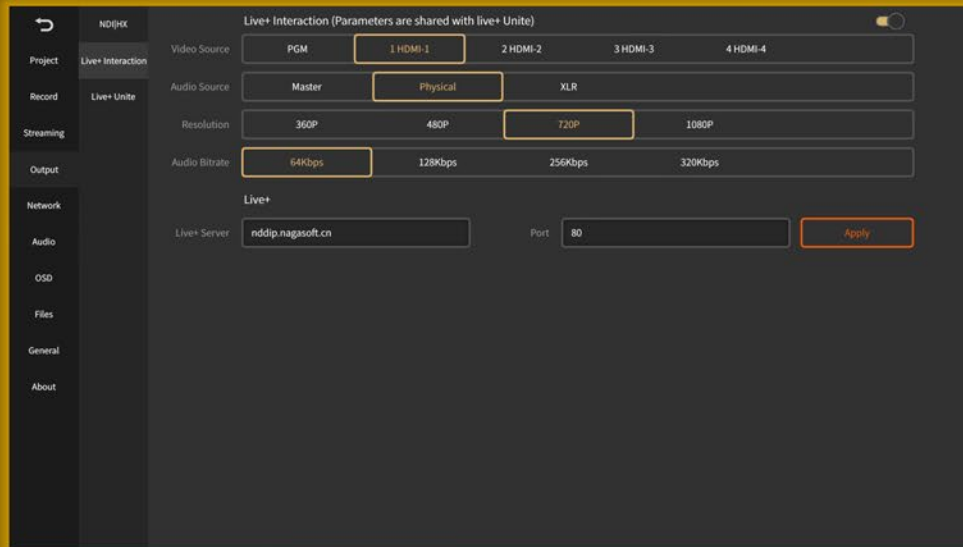 NDI|HX
Live+ Interaction (Parameters are shared with live+ Unite)
Project
Live+ Interaction
Video Source PGM 1 HDMI-1 2 HDMI-2 3 HDMI-3 4 HDMI-4
Record
Live+ Unite
Audio Source Master Physical XLR
Streaming
Resolution 360P 480P 720P 1080P
Output
Audio Bitrate 64Kbps 128Kbps 256Kbps 320Kbps
Network
Live+
Audio
Live+ Server nddip.nagasoft.cn Port 80 Apply
OSD
Files
General
About